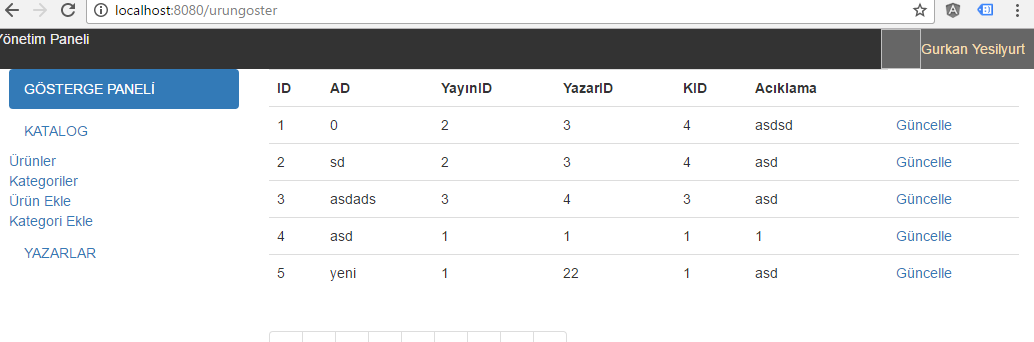 localhost:8080/urungoster
Yönetim Paneli
Gurkan Yesilyurt
GÖSTERGE PANELİ
KATALOG
Ürünler
Kategoriler
Ürün Ekle
Kategori Ekle
YAZARLAR
ID AD YayınID YazarID KID Acıklama
1 0 2 3 4 asdsd Güncelle
2 sd 2 3 4 asd Güncelle
3 asdads 3 4 3 asd Güncelle
4 asd 1 1 1 1 Güncelle
5 yeni 1 22 1 asd Güncelle